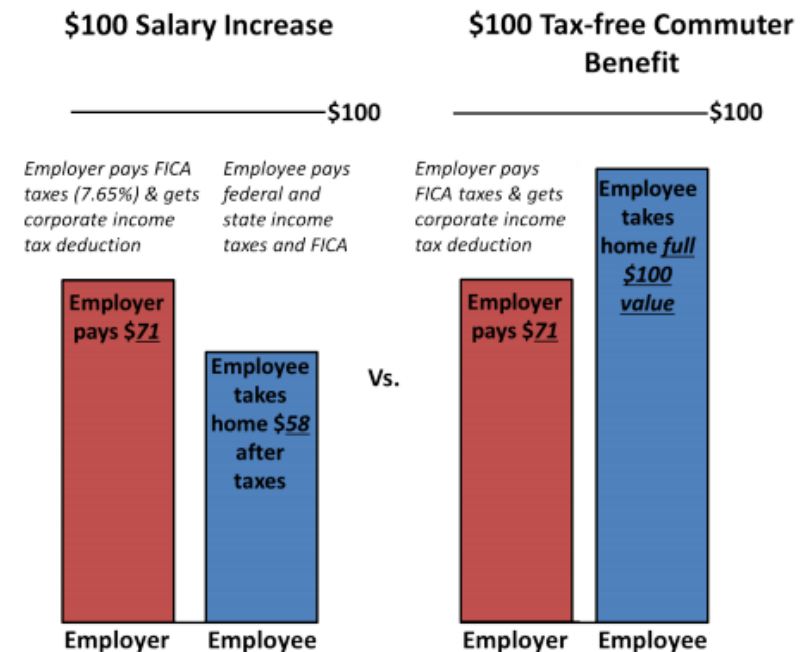 $100 Salary Increase
$100
Employer pays FICA
taxes (7.65%) & gets
corporate income
tax deduction
Employee pays
federal and
state income
taxes and FICA
Employer
pays $71
Employee
takes
home $58
after
taxes
Employer
Employee
Vs.
$100 Tax-free Commuter
Benefit
$100
Employer pays
FICA taxes & gets
corporate income
tax deduction
Employer
pays $71
Employee
takes
home full
$100
value
Employer
Employee